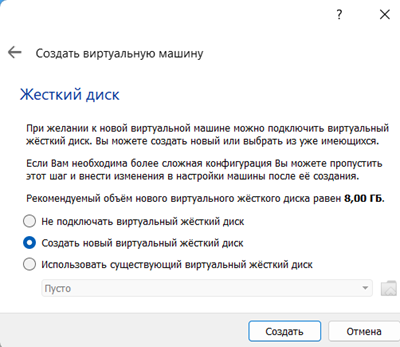 ?
Создать виртуальную машину
Жесткий диск
При желании к новой виртуальной машине можно подключить виртуальный
жёсткий диск. Вы можете создать новый или выбрать из уже имеющихся.
Если Вам необходима более сложная конфигурация Вы можете пропустить
этот шаг и внести изменения в настройки машины после её создания.
Рекомендуемый объём нового виртуального жёсткого диска равен 8,00 ГБ.
Не подключать виртуальный жёсткий диск
Создать новый виртуальный жёсткий диск
Использовать существующий виртуальный жёсткий диск
Пусто
Создать Отмена